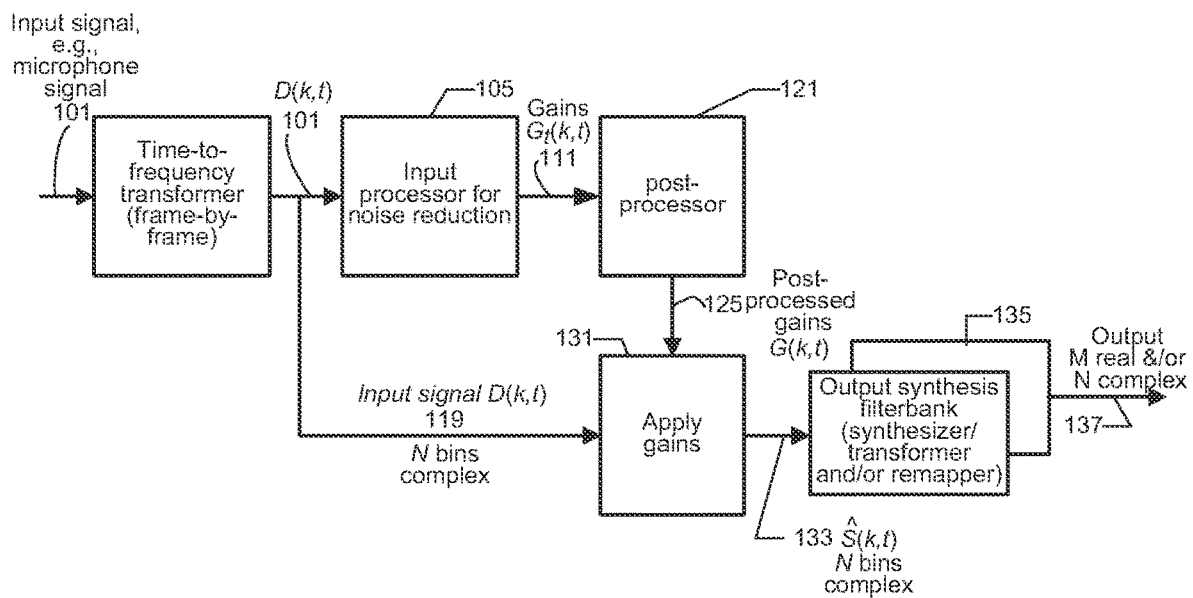 Input signal,
e.g.,
microphone
signal
101
Time-to-
frequency
transformer
(frame-by-
frame)
D(k,t)
101
105
Input
processor for
noise reduction
Gains
Gt(k,t)
111
121
post-
processor
125
Post-
processed
gains
G(k,t)
131
Input signal D(k,t)
119
N bins
complex
Apply
gains
133 Ŝ(k,t)
N bins
complex
135
Output synthesis
filterbank
(synthesizer/
transformer
and/or remapper)
Output
M real &/or
N complex
137